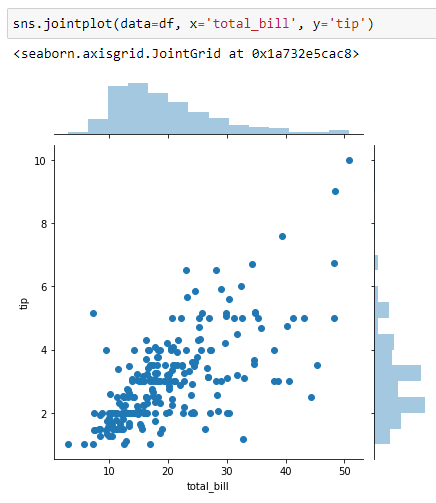 sns.jointplot(data=df, x='total_bill', y='tip')
<seaborn.axisgrid.JointGrid at 0x1a732e5cac8>
10
8
6
4
2
tip
10 20 30 40 50
total_bill